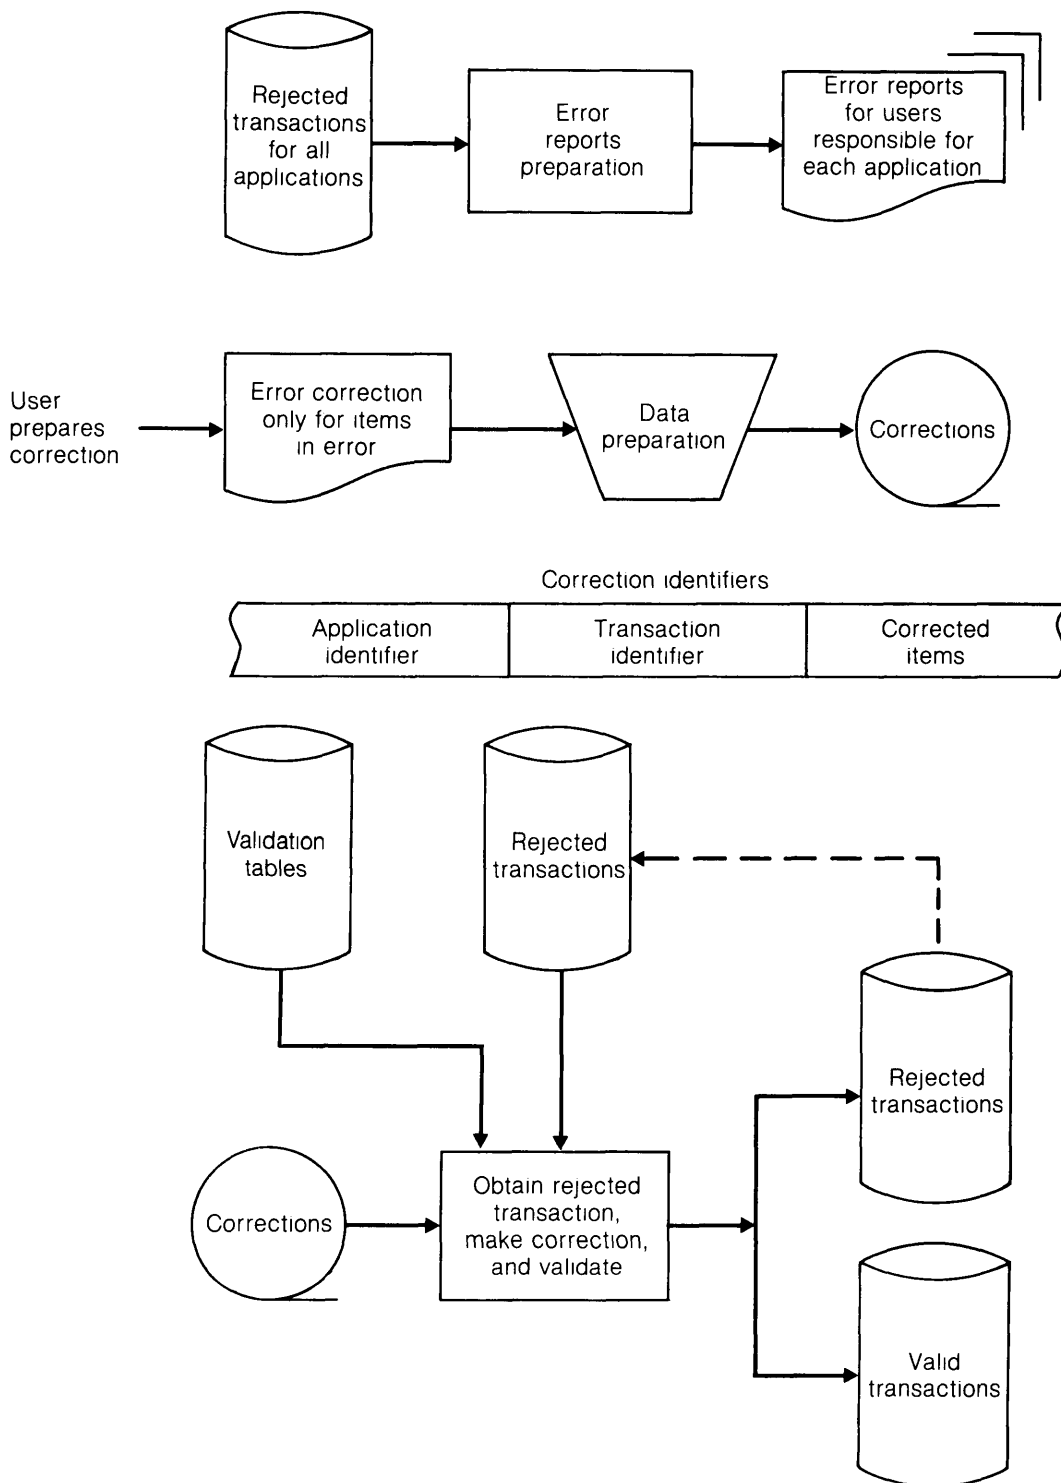 Rejected
transactions
for all
applications
Error
reports
preparation
Error reports
for users
responsible for
each application
User
prepares
correction
Error correction
only for items
in error
Data
preparation
Corrections
Correction identifiers
Application
identifier
Transaction
identifier
Corrected
items
Validation
tables
Rejected
transactions
Rejected
transactions
Corrections
Obtain rejected
transaction,
make correction,
and validate
Valid
transactions